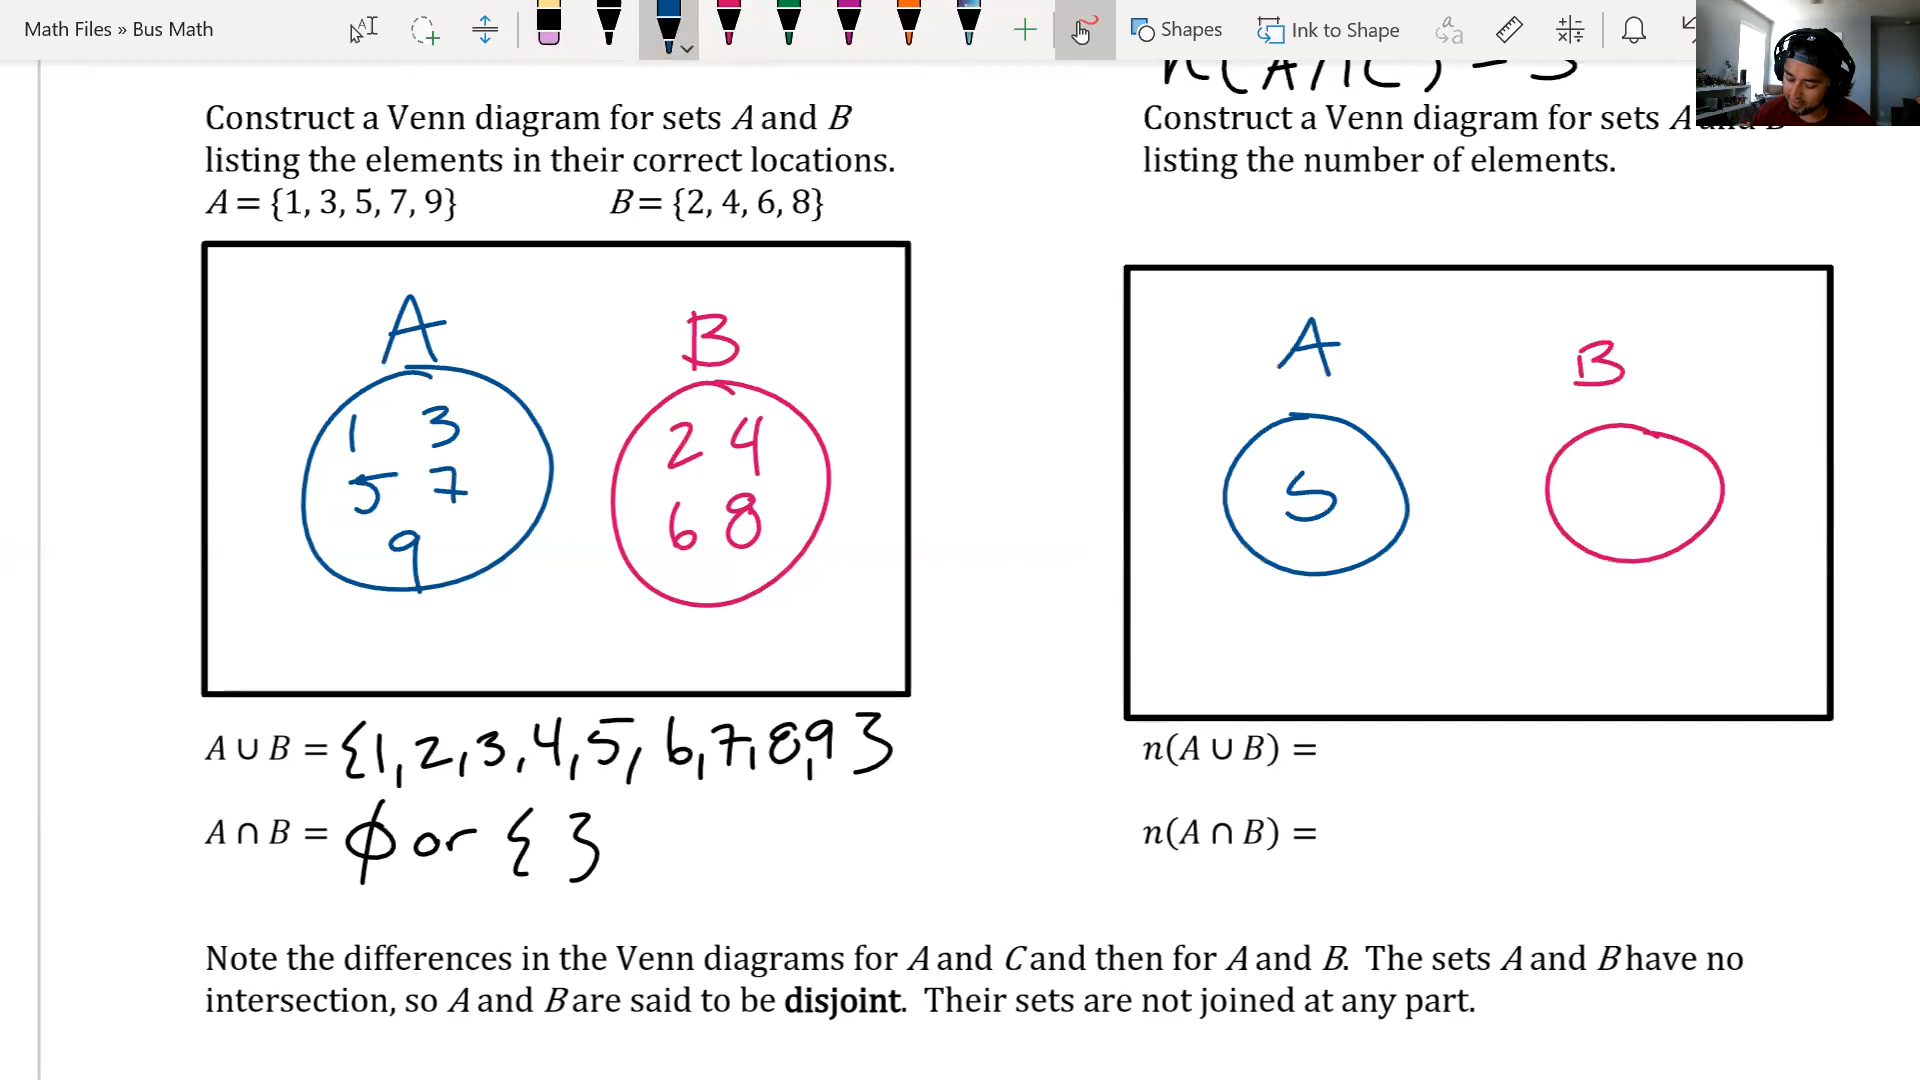 Math Files » Bus Math
Shapes
Ink to Shape
Construct a Venn diagram for sets A and B
listing the elements in their correct locations.
A = {1, 3, 5, 7, 9} B = {2, 4, 6, 8}
A
B
1 3
5 7
9
2 4
6 8
A ∪ B = {1, 2, 3, 4, 5, 6, 7, 8, 9}
A ∩ B = ϕ or { }
n(A ∩ C) = 5
Construct a Venn diagram for sets A and B
listing the number of elements.
A
B
5
n(A ∪ B) =
n(A ∩ B) =
Note the differences in the Venn diagrams for A and C and then for A and B. The sets A and B have no
intersection, so A and B are said to be disjoint. Their sets are not joined at any part.